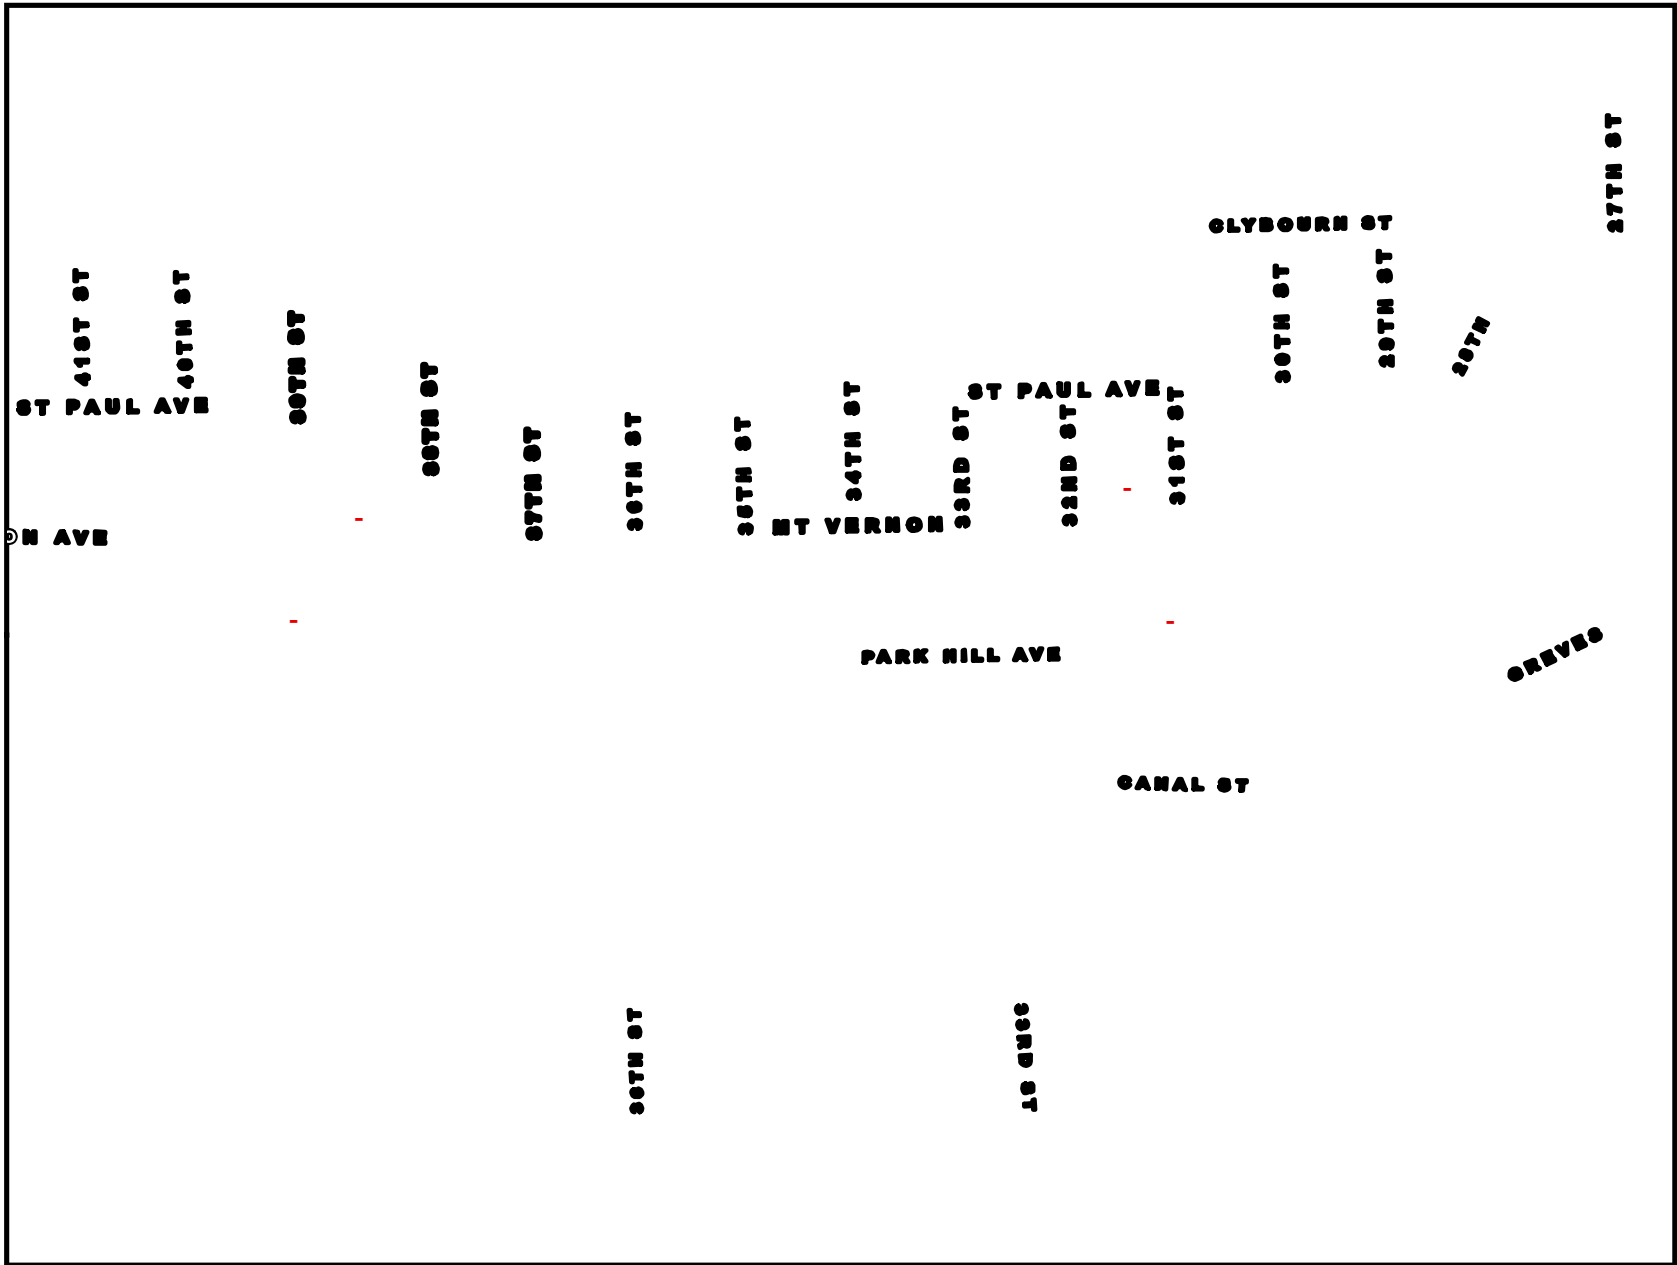 27TH ST
CLYBOURN ST
41ST ST
40TH ST
39TH ST
38TH ST
37TH ST
36TH ST
35TH ST
34TH ST
33RD ST
32ND ST
31ST ST
30TH ST
29TH ST
28TH
ST PAUL AVE
ST PAUL AVE
MT VERNON
ON AVE
PARK HILL AVE
GREVES
CANAL ST
36TH ST
33RD ST